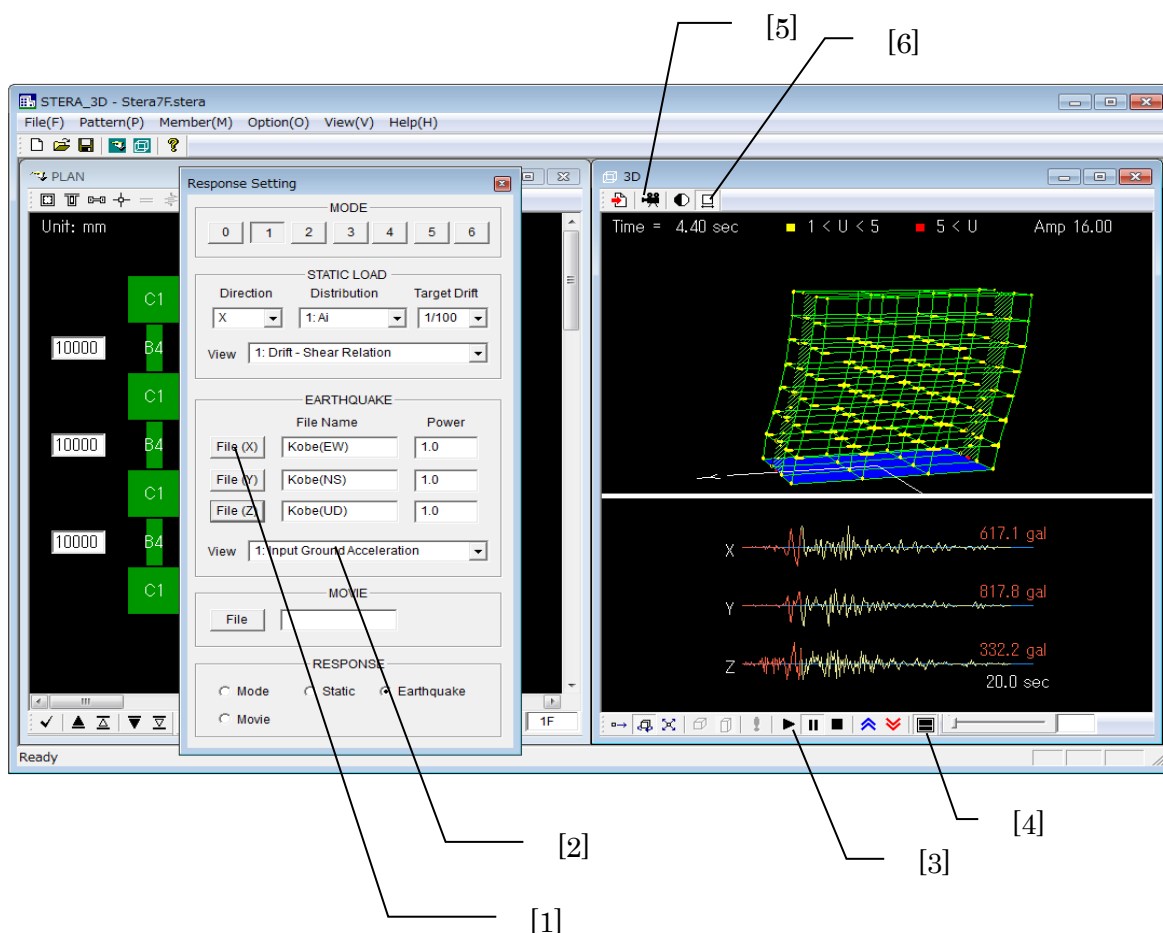 [5]
[6]
STERA_3D - Stera7F.stera
File(F) Pattern(P) Member(M) Option(O) View(V) Help(H)
PLAN
Unit: mm
C1
10000 B4
C1
10000 B4
C1
10000 B4
C1
1F
Ready
Response Setting
MODE
0 1 2 3 4 5 6
STATIC LOAD
Direction Distribution Target Drift
X 1: Ai 1/100
View 1: Drift - Shear Relation
EARTHQUAKE
File Name Power
File (X) Kobe(EW) 1.0
File (Y) Kobe(NS) 1.0
File (Z) Kobe(UD) 1.0
View 1: Input Ground Acceleration
MOVIE
File
RESPONSE
Mode Static Earthquake
Movie
3D
Time = 4.40 sec 1 < U < 5 5 < U Amp 16.00
X 617.1 gal
Y 817.8 gal
Z 332.2 gal
20.0 sec
[4]
[2]
[3]
[1]